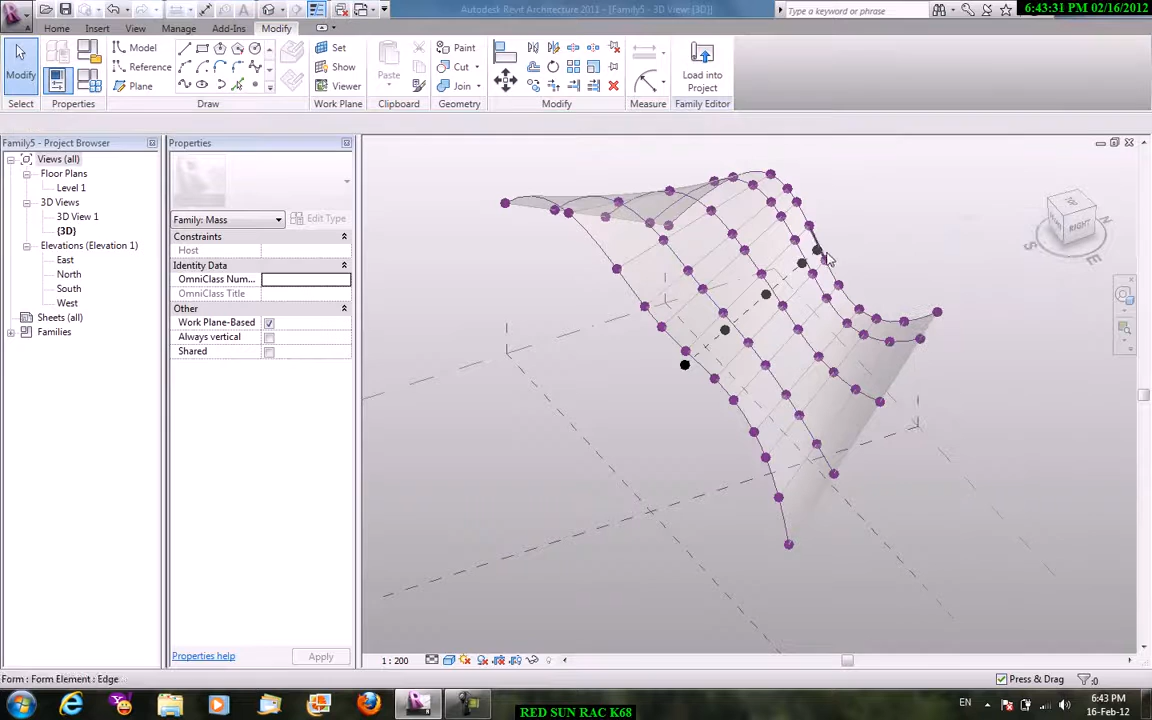 Autodesk Revit Architecture 2011 - [Family5 - 3D View: {3D}]
Type a keyword or phrase
6:43:31 PM 02/16/2012
Home Insert View Manage Add-Ins Modify
Modify
Model
Reference
Plane
Set
Show
Viewer
Paste
Paint
Cut
Join
Load into
Project
Select Properties Draw Work Plane Clipboard Geometry Modify Measure Family Editor
Family5 - Project Browser
Views (all)
Floor Plans
Level 1
3D Views
3D View 1
{3D}
Elevations (Elevation 1)
East
North
South
West
Sheets (all)
Families
Properties
Family: Mass
Edit Type
Constraints
Host
Identity Data
OmniClass Num...
OmniClass Title
Other
Work Plane-Based
Always vertical
Shared
Properties help
Apply
TOP
RIGHT
S
N
1 : 200
Form : Form Element : Edge
Press & Drag
:0
EN
6:43 PM
16-Feb-12
RED SUN RAC K68